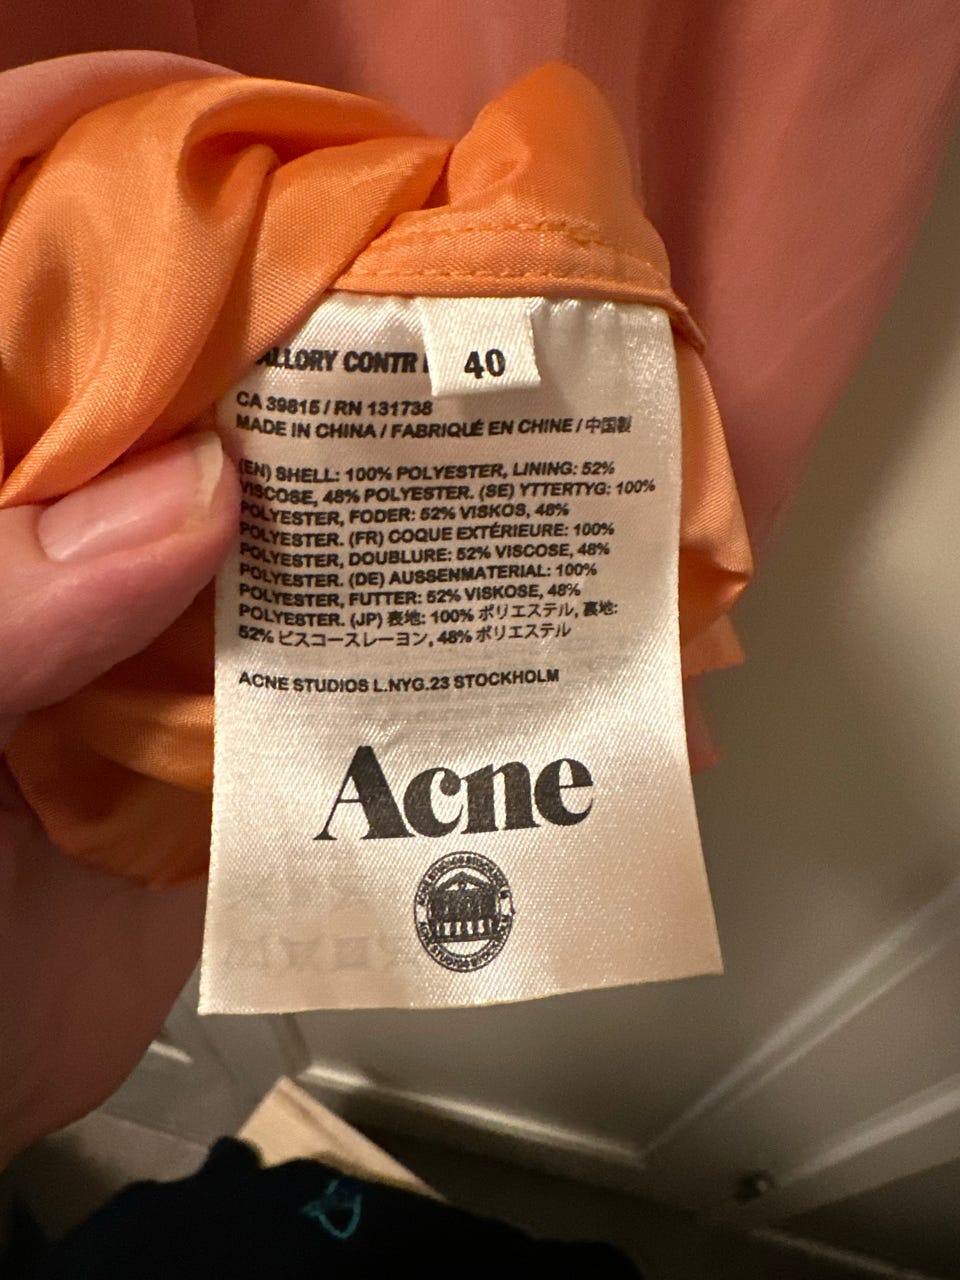 CONTR
40
CA 39815 / RN 131738
MADE IN CHINA / FABRIQUÉ EN CHINE / 中国製
(EN) SHELL: 100% POLYESTER, LINING: 52%
VISCOSE, 48% POLYESTER. (SE) YTTERTYG: 100%
POLYESTER, FODER: 52% VISKOS, 48%
POLYESTER. (FR) COQUE EXTÉRIEURE: 100%
POLYESTER, DOUBLURE: 52% VISCOSE, 48%
POLYESTER. (DE) AUSSENMATERIAL: 100%
POLYESTER, FUTTER: 52% VISKOSE, 48%
POLYESTER. (JP) 表地: 100% ポリエステル, 裏地:
52% ビスコースレーヨン, 48% ポリエステル
ACNE STUDIOS L.NYG.23 STOCKHOLM
Acne